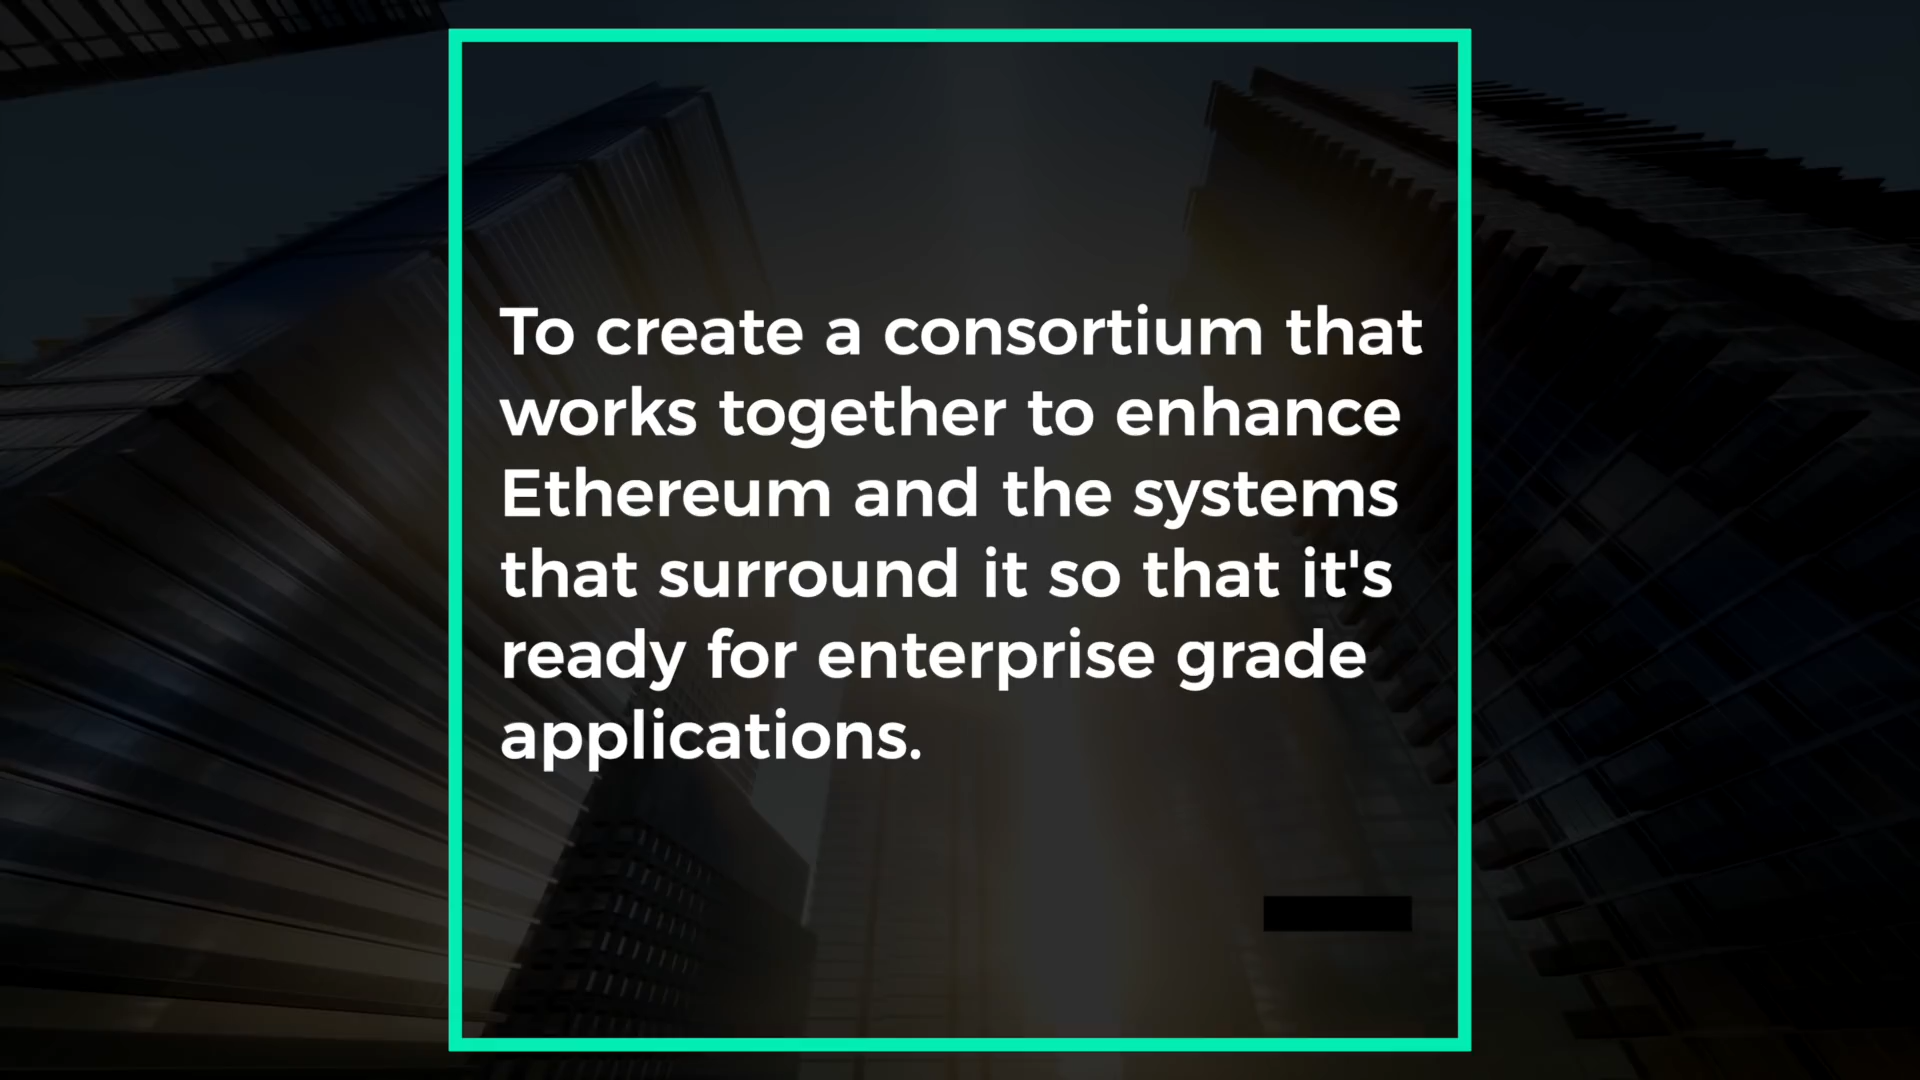 To create a consortium that
works together to enhance
Ethereum and the systems
that surround it so that it's
ready for enterprise grade
applications.